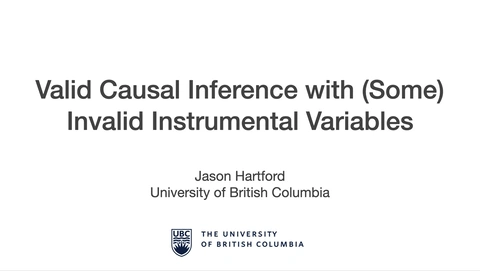 Valid Causal Inference with (Some)
Invalid Instrumental Variables
Jason Hartford
University of British Columbia
UBC
THE UNIVERSITY
OF BRITISH COLUMBIA